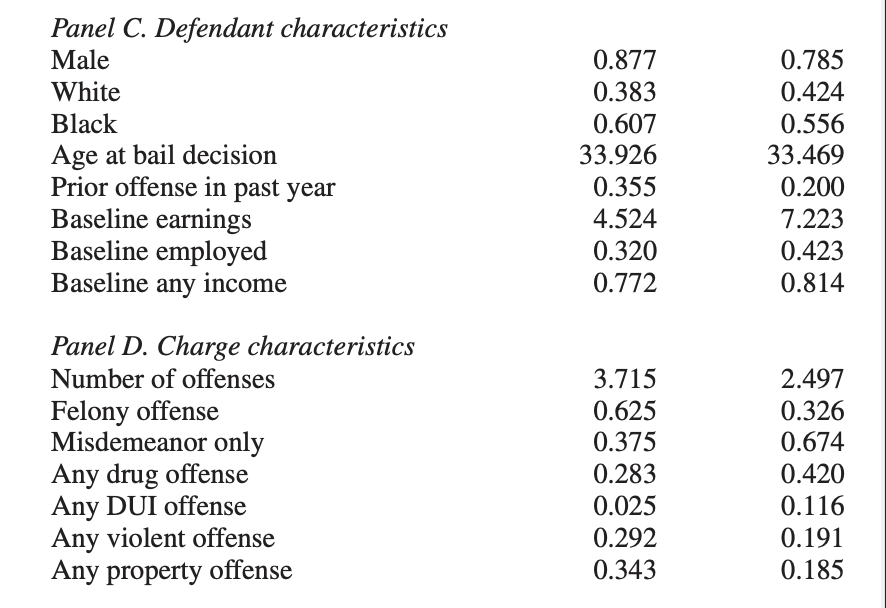 Panel C. Defendant characteristics
Male 0.877 0.785
White 0.383 0.424
Black 0.607 0.556
Age at bail decision 33.926 33.469
Prior offense in past year 0.355 0.200
Baseline earnings 4.524 7.223
Baseline employed 0.320 0.423
Baseline any income 0.772 0.814
Panel D. Charge characteristics
Number of offenses 3.715 2.497
Felony offense 0.625 0.326
Misdemeanor only 0.375 0.674
Any drug offense 0.283 0.420
Any DUI offense 0.025 0.116
Any violent offense 0.292 0.191
Any property offense 0.343 0.185